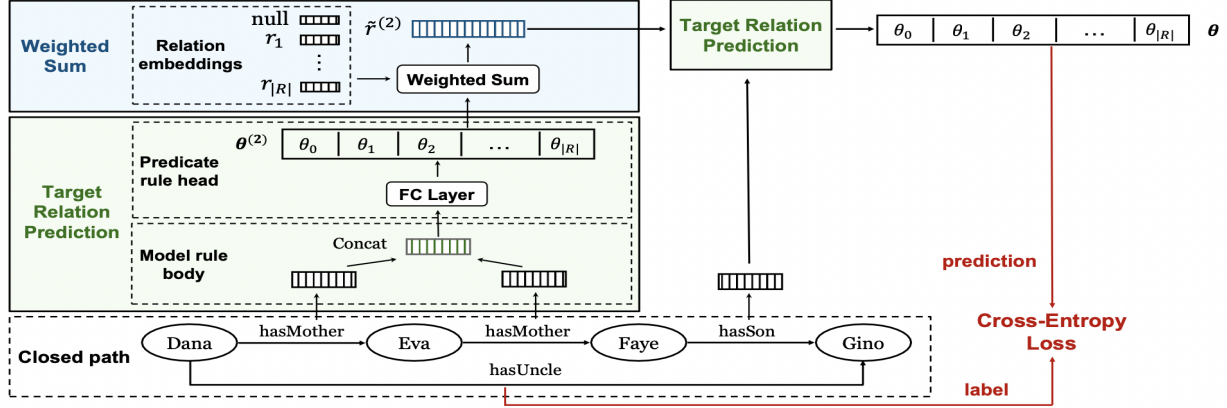 Weighted
Sum
Relation
embeddings
null
r₁
⋮
r|R|
r̃⁽²⁾
Weighted Sum
Target Relation
Prediction
θ₀ θ₁ θ₂ ... θ|R| θ
Target
Relation
Prediction
Predicate
rule head
θ⁽²⁾ θ₀ θ₁ θ₂ ... θ|R|
FC Layer
Model rule
body
Concat
Closed path
Dana hasMother Eva hasMother Faye hasSon Gino
hasUncle
prediction
Cross-Entropy
Loss
label